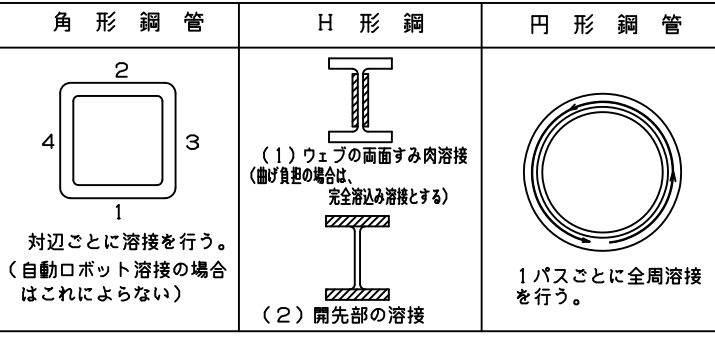 角形鋼管
2
4
3
1
対辺ごとに溶接を行う。
(自動ロボット溶接の場合
はこれによらない)
H形鋼
(1)ウェブの両面すみ肉溶接
(曲げ負担の場合は、
完全溶込み溶接とする)
(2)開先部の溶接
円形鋼管
1パスごとに全周溶接
を行う。